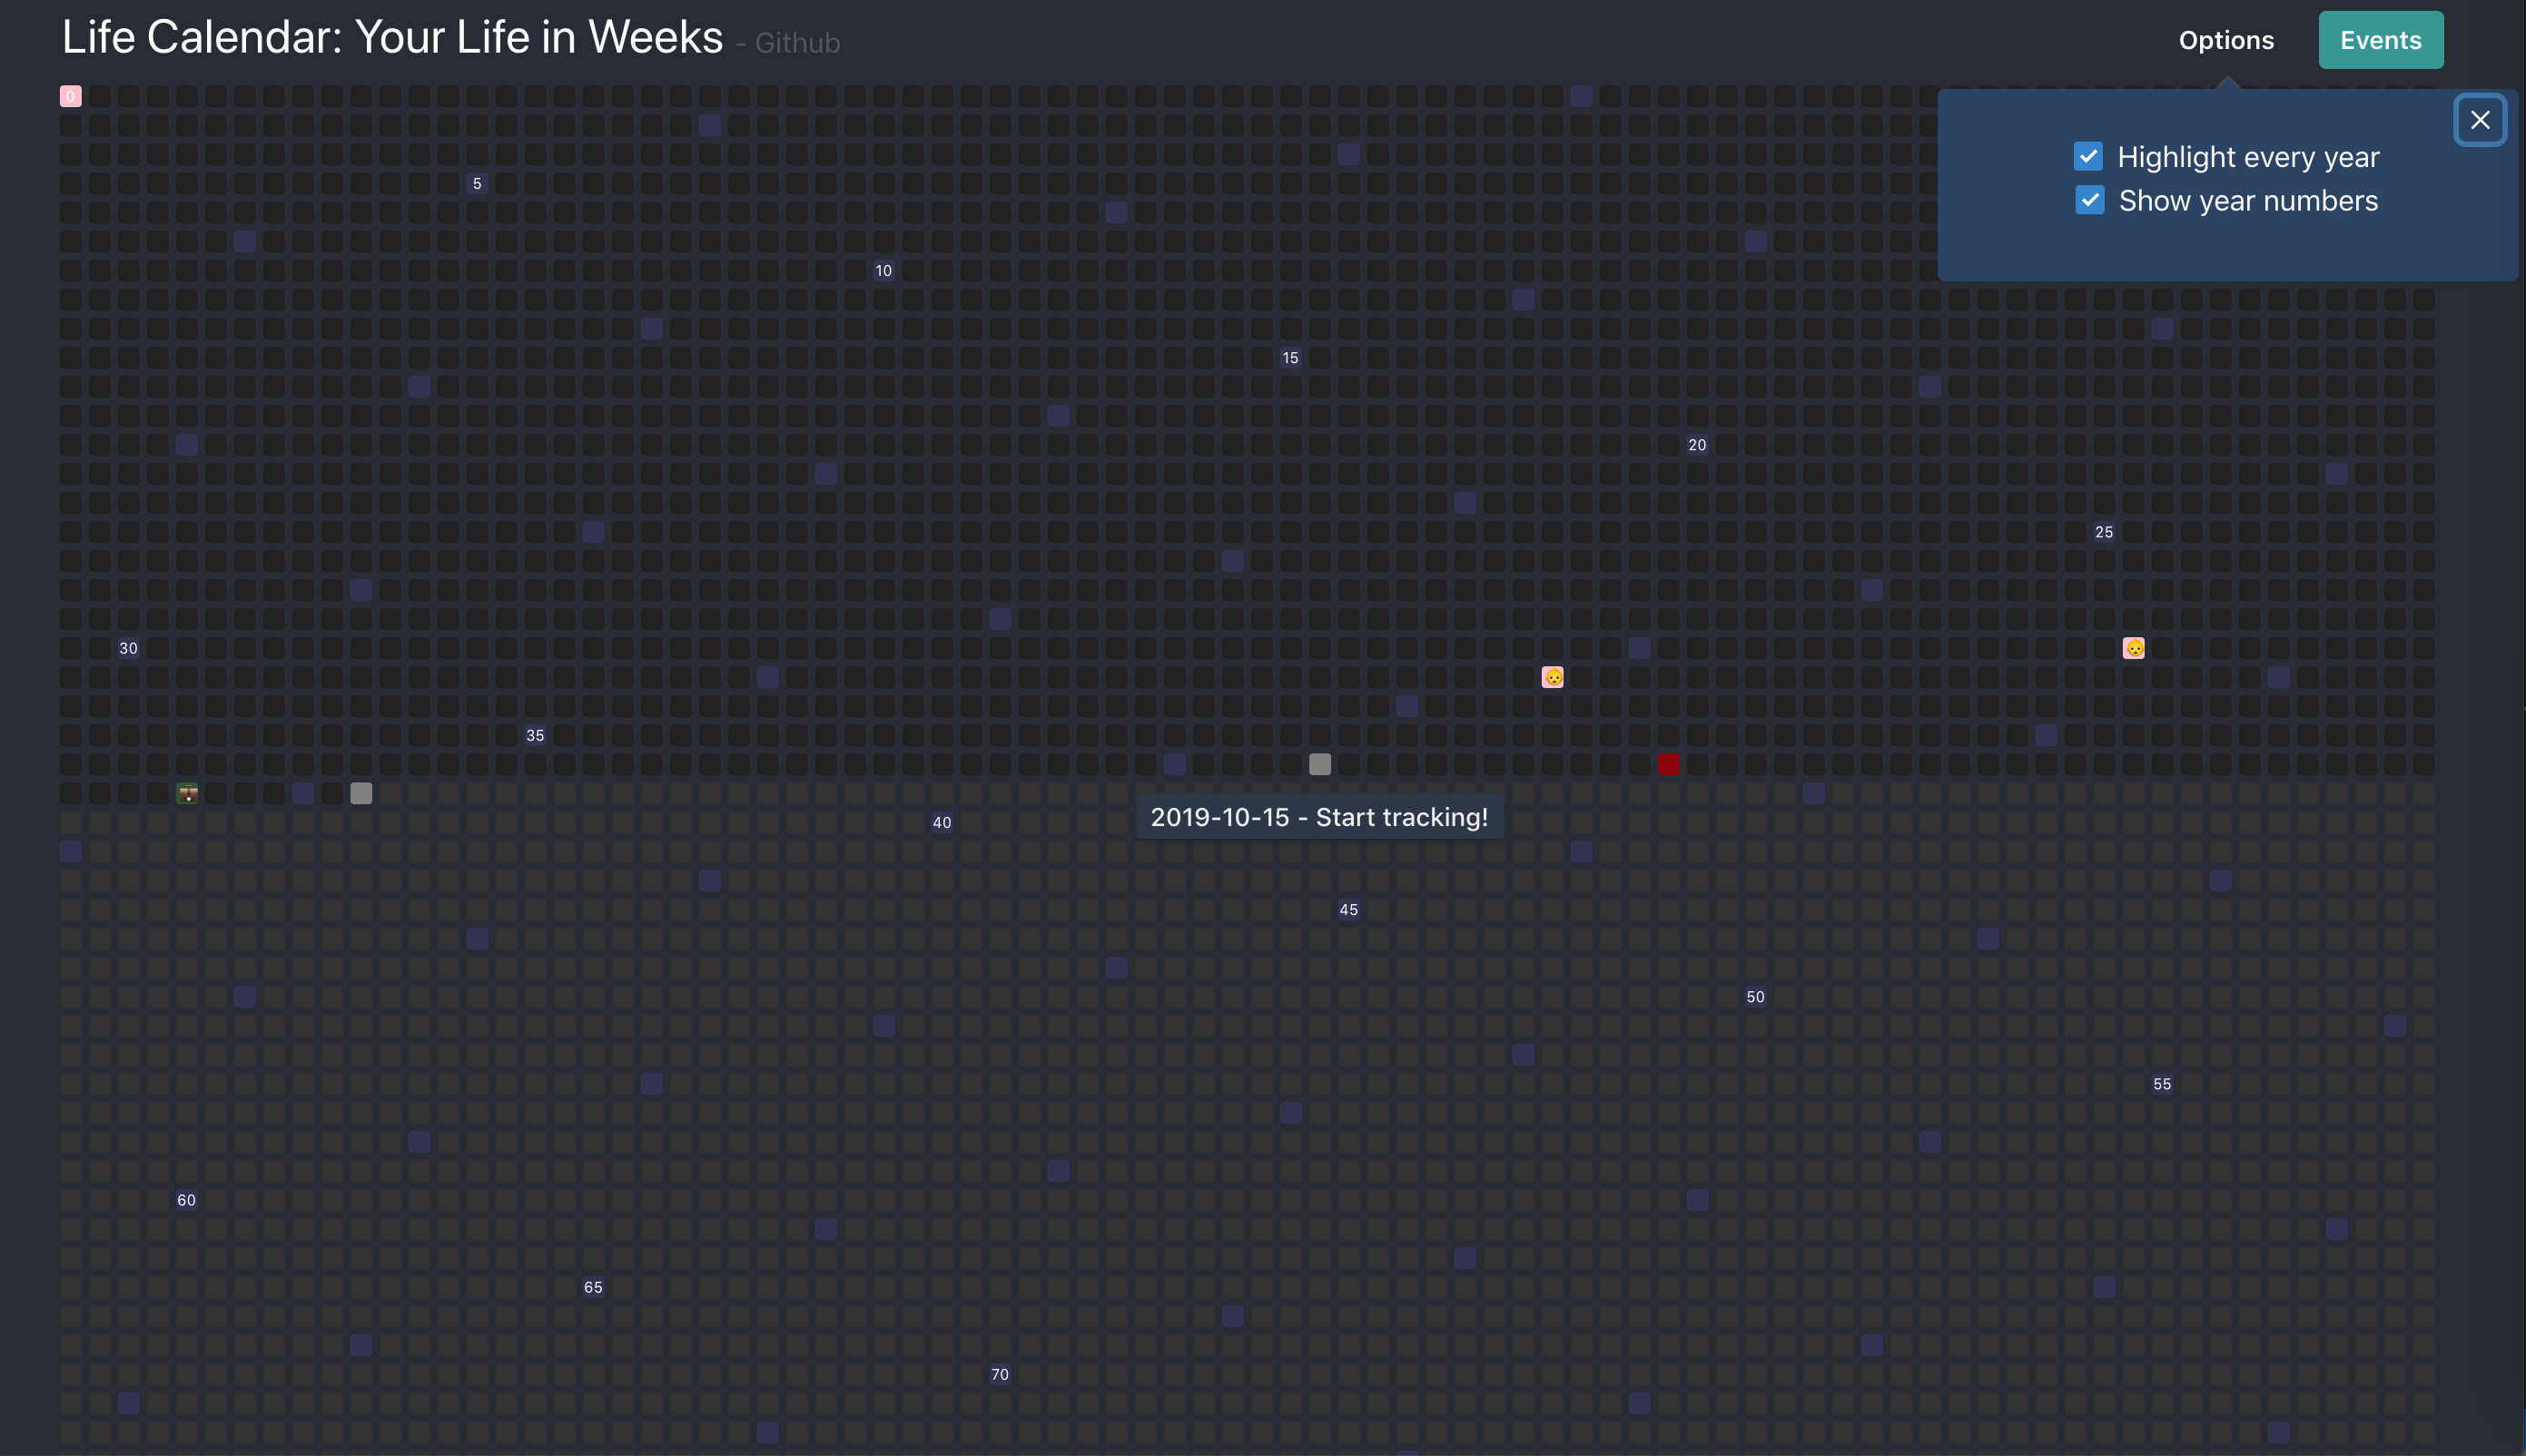 Life Calendar: Your Life in Weeks - Github
Options
Events
0
Highlight every year
5
Show year numbers
10
15
20
25
30
35
40
2019-10-15 - Start tracking!
45
50
55
60
65
70